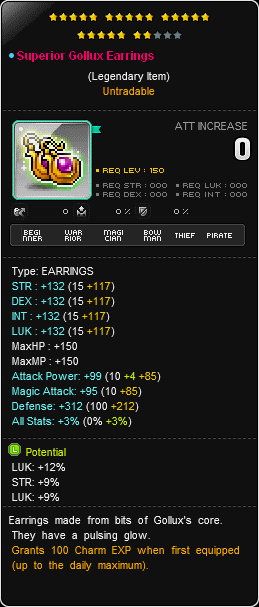 Superior Gollux Earrings
(Legendary Item)
Untradable
ATT INCREASE
0
REQ LEV : 150
REQ STR : 000 REQ LUK : 000
REQ DEX : 000 REQ INT : 000
0 0 % 0 %
BEGINNER WARRIOR MAGICIAN BOWMAN THIEF PIRATE
Type: EARRINGS
STR : +132 (15 +117)
DEX : +132 (15 +117)
INT : +132 (15 +117)
LUK : +132 (15 +117)
MaxHP : +150
MaxMP : +150
Attack Power: +99 (10 +4 +85)
Magic Attack: +95 (10 +85)
Defense: +312 (100 +212)
All Stats: +3% (0% +3%)
L Potential
LUK: +12%
STR: +9%
LUK: +9%
Earrings made from bits of Gollux's core.
They have a pulsing glow.
Grants 100 Charm EXP when first equipped
(up to the daily maximum).